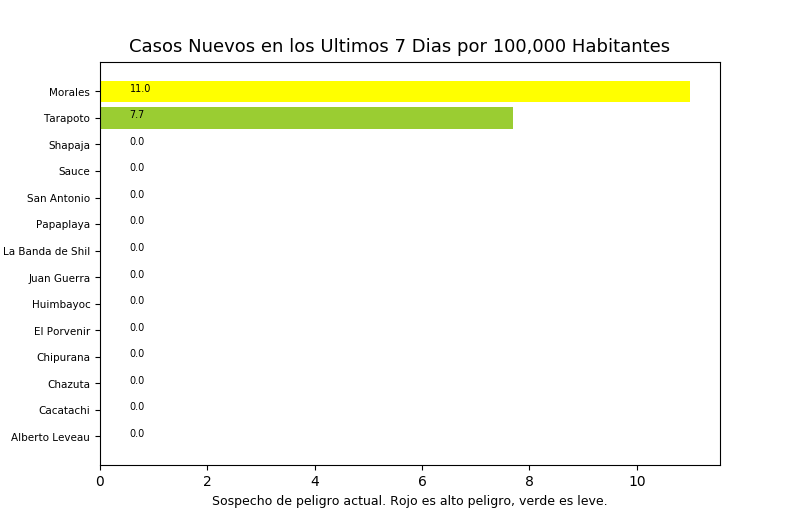 Casos Nuevos en los Ultimos 7 Dias por 100,000 Habitantes
Morales 11.0
Tarapoto 7.7
Shapaja 0.0
Sauce 0.0
San Antonio 0.0
Papaplaya 0.0
La Banda de Shil 0.0
Juan Guerra 0.0
Huimbayoc 0.0
El Porvenir 0.0
Chipurana 0.0
Chazuta 0.0
Cacatachi 0.0
Alberto Leveau 0.0
0 2 4 6 8 10
Sospecho de peligro actual. Rojo es alto peligro, verde es leve.